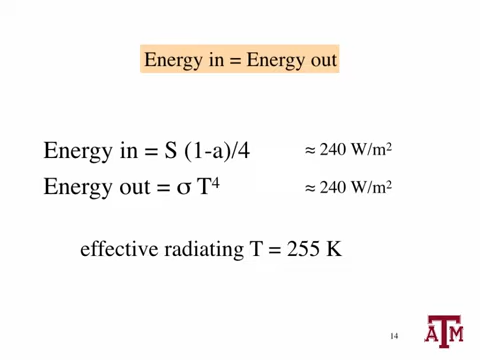 Energy in = Energy out
Energy in = S (1-a)/4 ≈ 240 W/m²
Energy out = σ T⁴ ≈ 240 W/m²
effective radiating T = 255 K
14
ATM